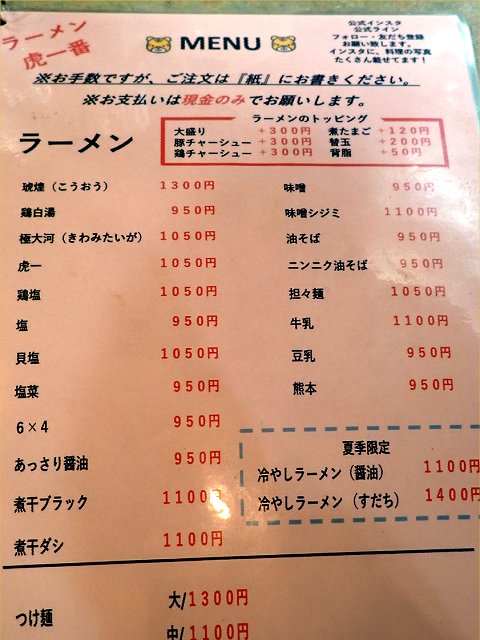 ラーメン
虎一番
MENU
公式インスタ
公式ライン
フォロー・友だち登録
お願い致します。
インスタに、料理の写真
たくさん載せてます！
※お手数ですが、ご注文は『紙』にお書きください。
※お支払いは現金のみでお願いします。
ラーメン
ラーメンのトッピング
大盛り +300円 煮たまご +120円
豚チャーシュー +300円 替玉 +200円
鶏チャーシュー +300円 背脂 +50円
琥煌（こうおう） 1300円
鶏白湯 950円
極大河（きわみたいが） 1050円
虎一 1050円
鶏塩 1050円
塩 950円
貝塩 1050円
塩菜 950円
6×4 950円
あっさり醤油 950円
煮干ブラック 1100円
煮干ダシ 1100円
味噌 950円
味噌シジミ 1100円
油そば 950円
ニンニク油そば 950円
担々麺 1050円
牛乳 1100円
豆乳 950円
熊本 950円
夏季限定
冷やしラーメン（醤油） 1100円
冷やしラーメン（すだち） 1400円
つけ麺
大/1300円
中/1100円